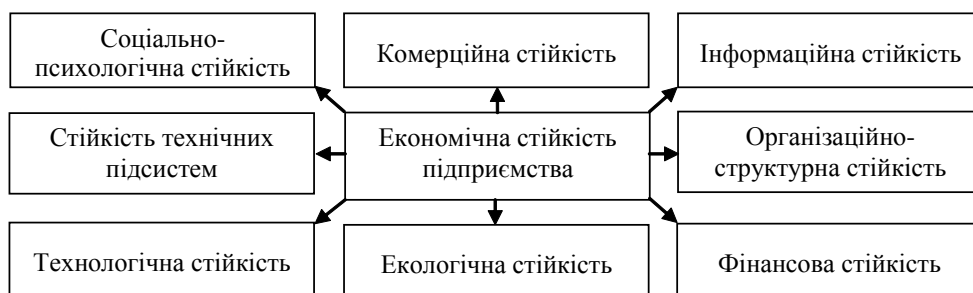 Соціально-
психологічна стійкість
Комерційна стійкість
Інформаційна стійкість
Стійкість технічних
підсистем
Економічна стійкість
підприємства
Організаційно-
структурна стійкість
Технологічна стійкість
Екологічна стійкість
Фінансова стійкість